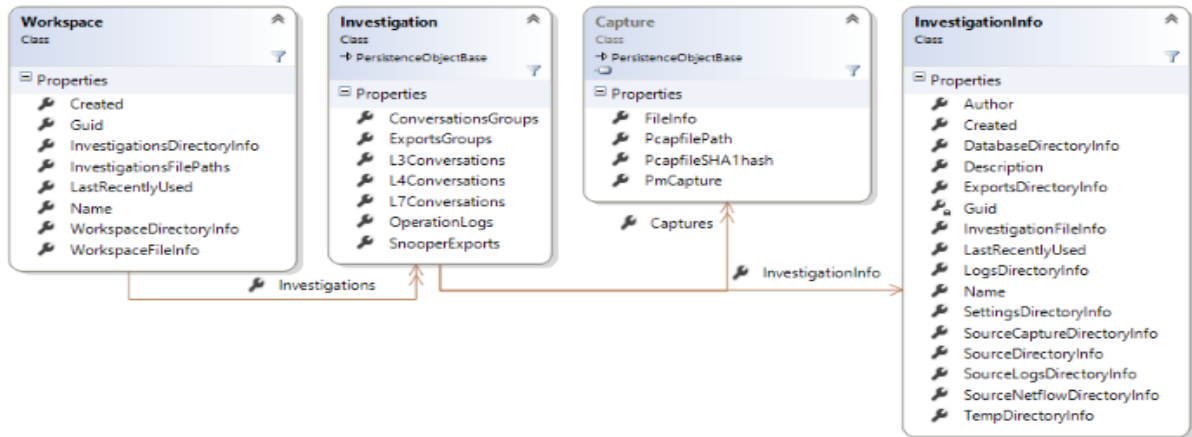 Workspace
Class
Properties
Created
Guid
InvestigationsDirectoryInfo
InvestigationsFilePaths
LastRecentlyUsed
Name
WorkspaceDirectoryInfo
WorkspaceFileInfo
Investigations
Investigation
Class
PersistenceObjectBase
Properties
ConversationsGroups
ExportsGroups
L3Conversations
L4Conversations
L7Conversations
OperationLogs
SnooperExports
Capture
Class
PersistenceObjectBase
Properties
FileInfo
PcapfilePath
PcapfileSHA1hash
PmCapture
Captures
InvestigationInfo
InvestigationInfo
Class
Properties
Author
Created
DatabaseDirectoryInfo
Description
ExportsDirectoryInfo
Guid
InvestigationFileInfo
LastRecentlyUsed
LogsDirectoryInfo
Name
SettingsDirectoryInfo
SourceCaptureDirectoryInfo
SourceDirectoryInfo
SourceLogsDirectoryInfo
SourceNetflowDirectoryInfo
TempDirectoryInfo